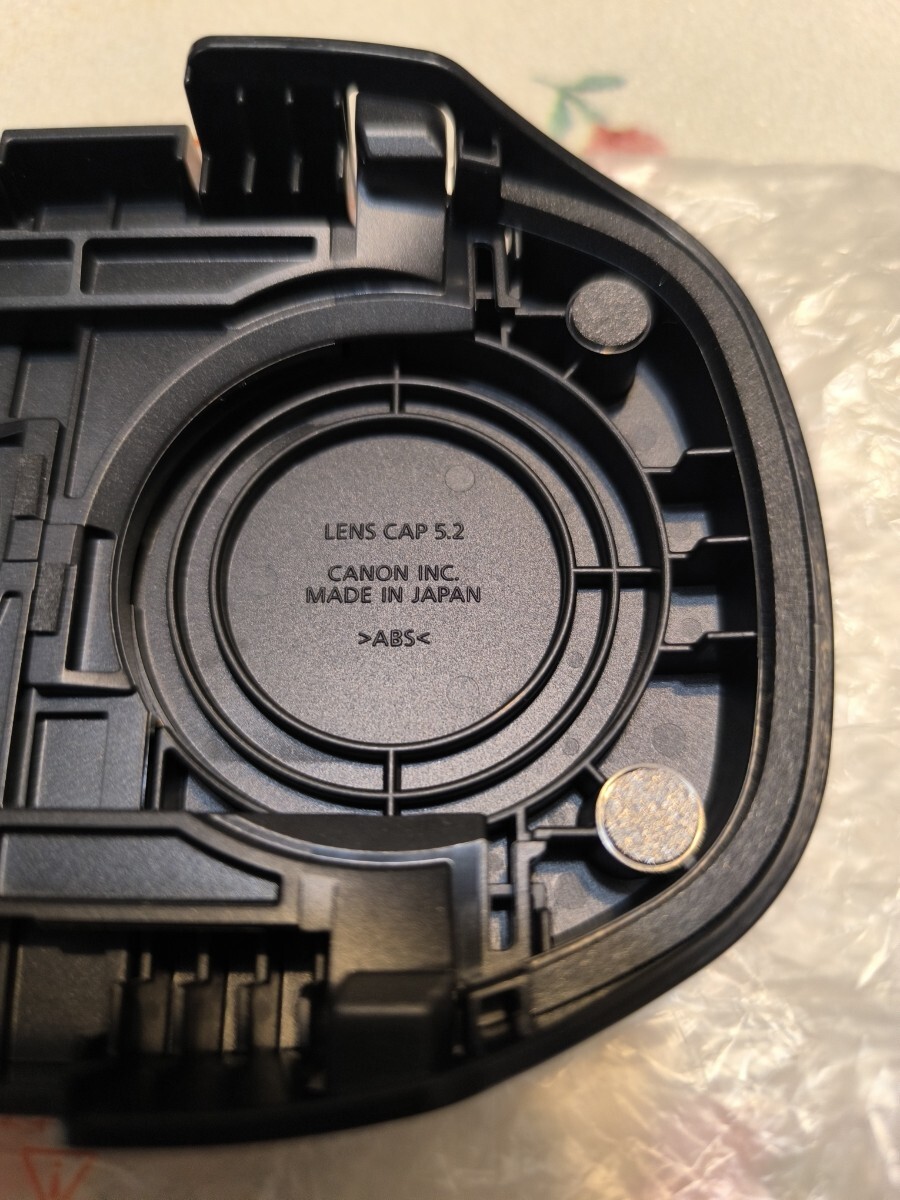 LENS CAP 5.2
CANON INC.
MADE IN JAPAN
>ABS<